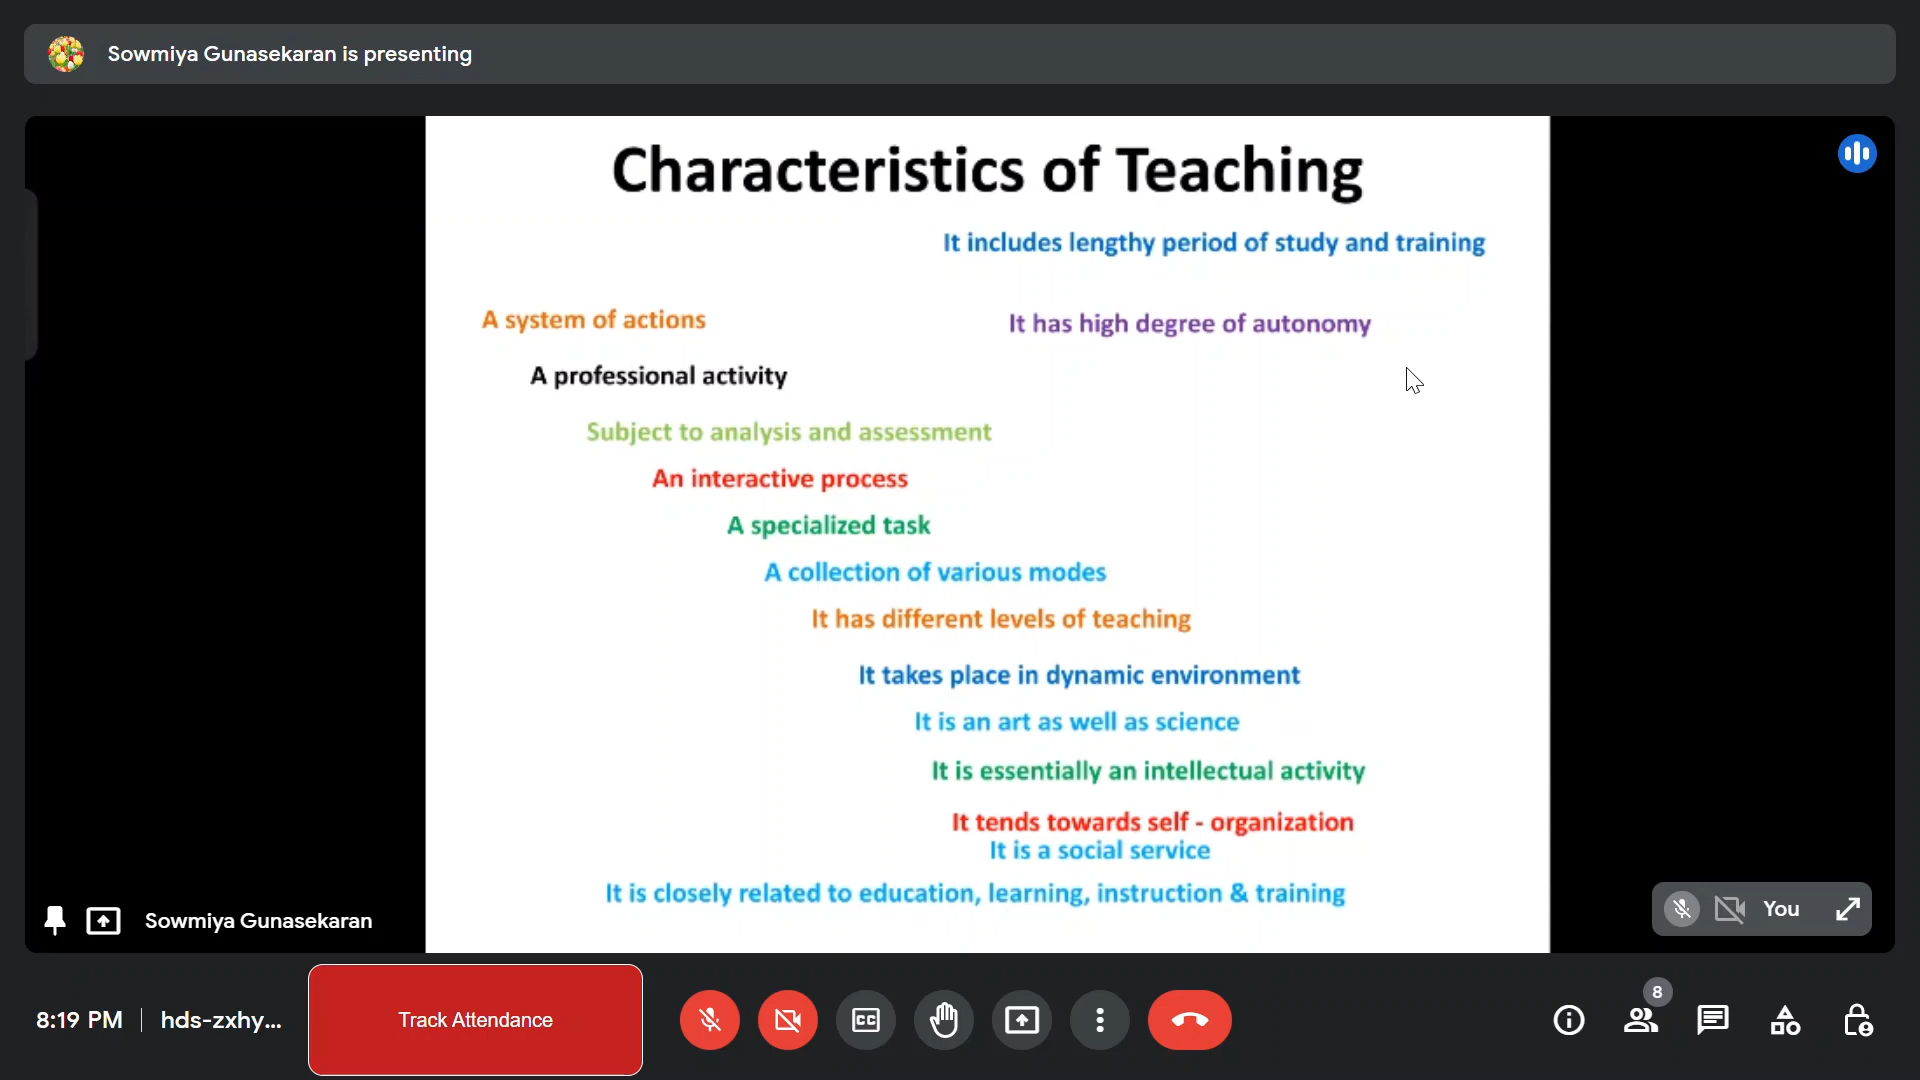 Sowmiya Gunasekaran is presenting
Characteristics of Teaching
It includes lengthy period of study and training
A system of actions
It has high degree of autonomy
A professional activity
Subject to analysis and assessment
An interactive process
A specialized task
A collection of various modes
It has different levels of teaching
It takes place in dynamic environment
It is an art as well as science
It is essentially an intellectual activity
It tends towards self - organization
It is a social service
It is closely related to education, learning, instruction & training
Sowmiya Gunasekaran
You
8:19 PM
hds-zxhy...
Track Attendance
CC
8